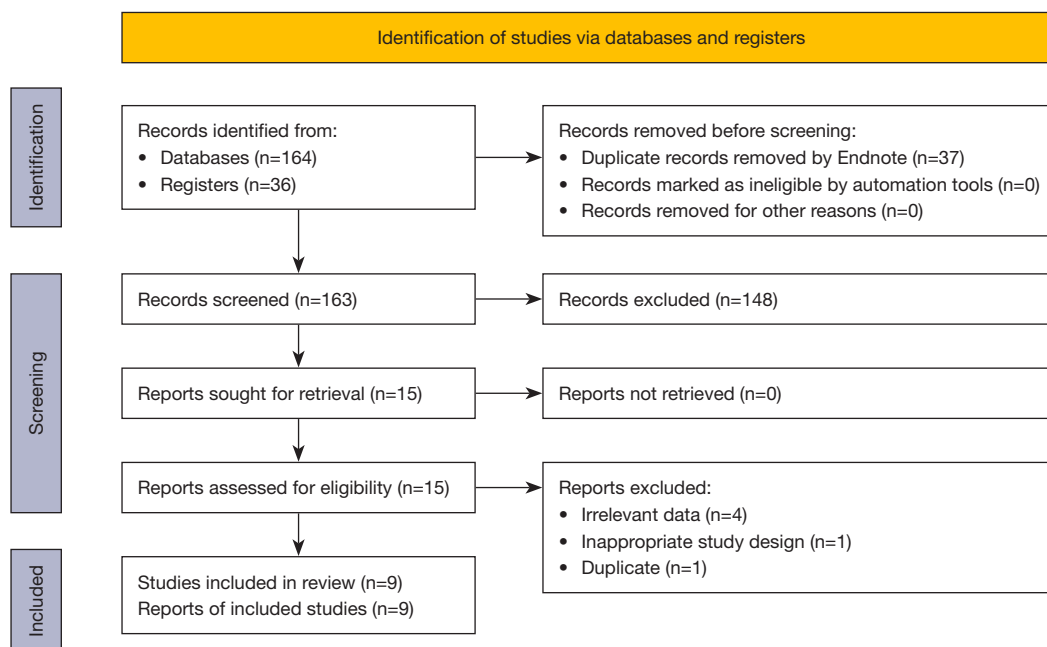 Identification of studies via databases and registers
Identification
Records identified from:
• Databases (n=164)
• Registers (n=36)
Records removed before screening:
• Duplicate records removed by Endnote (n=37)
• Records marked as ineligible by automation tools (n=0)
• Records removed for other reasons (n=0)
Screening
Records screened (n=163)
Records excluded (n=148)
Reports sought for retrieval (n=15)
Reports not retrieved (n=0)
Reports assessed for eligibility (n=15)
Reports excluded:
• Irrelevant data (n=4)
• Inappropriate study design (n=1)
• Duplicate (n=1)
Included
Studies included in review (n=9)
Reports of included studies (n=9)